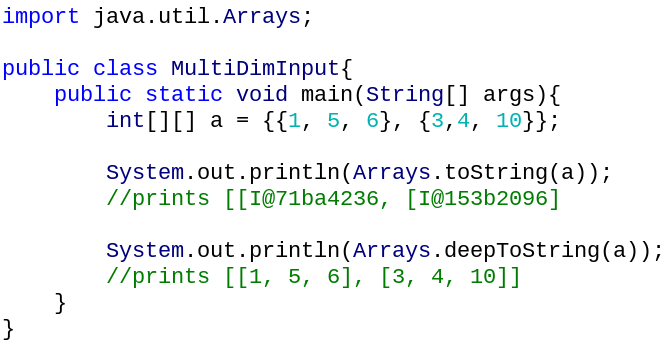 import java.util.Arrays;
public class MultiDimInput{
public static void main(String[] args){
int[][] a = {{1, 5, 6}, {3,4, 10}};
System.out.println(Arrays.toString(a));
//prints [[I@71ba4236, [I@153b2096]
System.out.println(Arrays.deepToString(a));
//prints [[1, 5, 6], [3, 4, 10]]
}
}